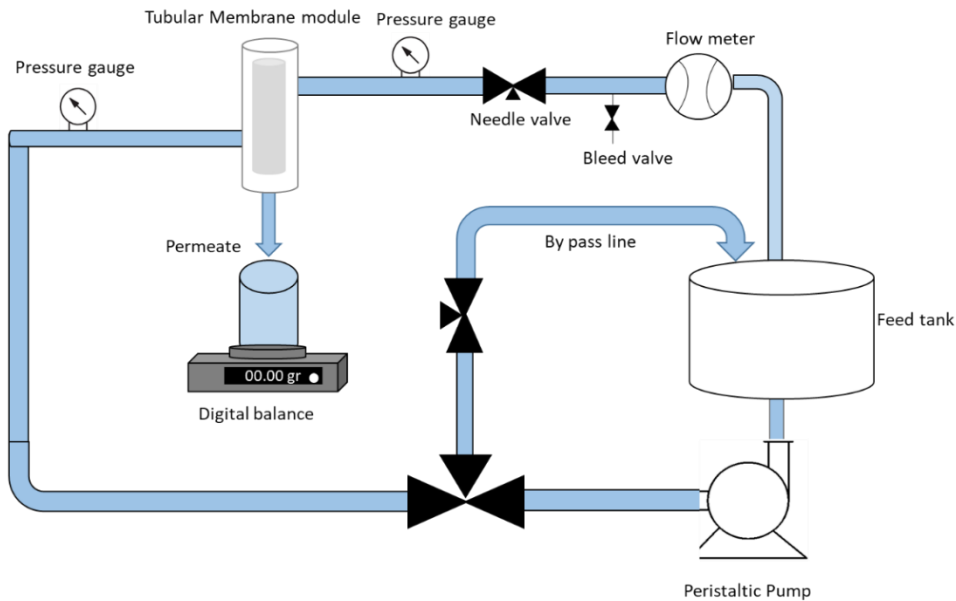 Tubular Membrane module
Pressure gauge
Flow meter
Pressure gauge
Needle valve
Bleed valve
Permeate
By pass line
Feed tank
00.00 gr
Digital balance
Peristaltic Pump